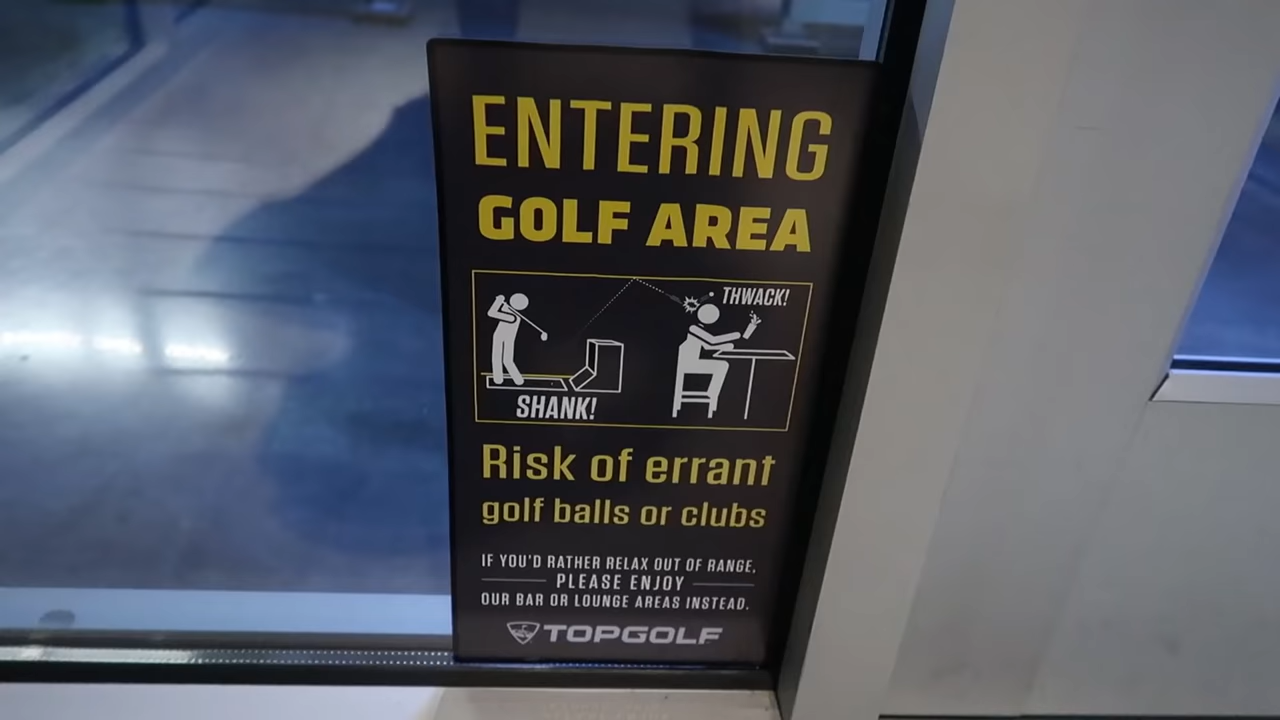 ENTERING
GOLF AREA
THWACK!
SHANK!
Risk of errant
golf balls or clubs
IF YOU'D RATHER RELAX OUT OF RANGE,
PLEASE ENJOY
OUR BAR OR LOUNGE AREAS INSTEAD.
TOPGOLF